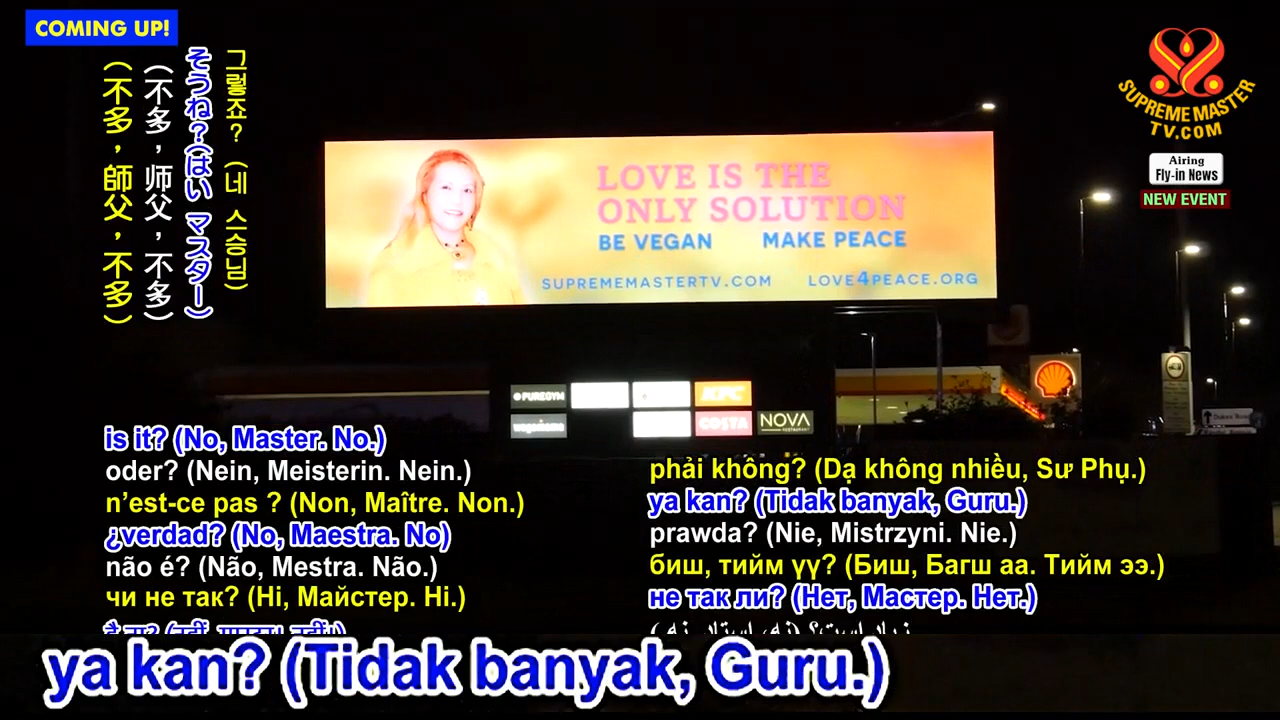 COMING UP!
그렇죠? (네 스승님)
そうね？(はい マスター)
(不多，师父，不多)
(不多，師父，不多)
SUPREME MASTER
TV.COM
Airing
Fly-in News
NEW EVENT
LOVE IS THE
ONLY SOLUTION
BE VEGAN MAKE PEACE
SUPREMEMASTERTV.COM LOVE4PEACE.ORG
PUREGYM
KFC
wagamama
COSTA
NOVA
is it? (No, Master. No.)
oder? (Nein, Meisterin. Nein.)
n’est-ce pas ? (Non, Maître. Non.)
¿verdad? (No, Maestra. No)
não é? (Não, Mestra. Não.)
чи не так? (Ні, Майстер. Ні.)
phải không? (Dạ không nhiều, Sư Phụ.)
ya kan? (Tidak banyak, Guru.)
prawda? (Nie, Mistrzyni. Nie.)
биш, тийм үү? (Биш, Багш аа. Тийм ээ.)
не так ли? (Нет, Мастер. Нет.)
ya kan? (Tidak banyak, Guru.)